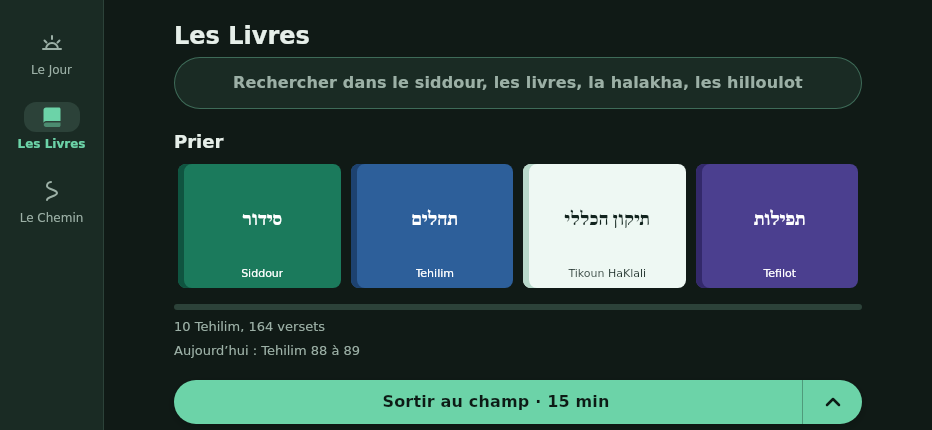 Le Jour
Les Livres
Le Chemin
Les Livres
Rechercher dans le siddour, les livres, la halakha, les hilloulot
Prier
סידור
Siddour
תהלים
Tehilim
תיקון הכללי
Tikoun HaKlali
תפילות
Tefilot
10 Tehilim, 164 versets
Aujourd’hui : Tehilim 88 à 89
Sortir au champ · 15 min